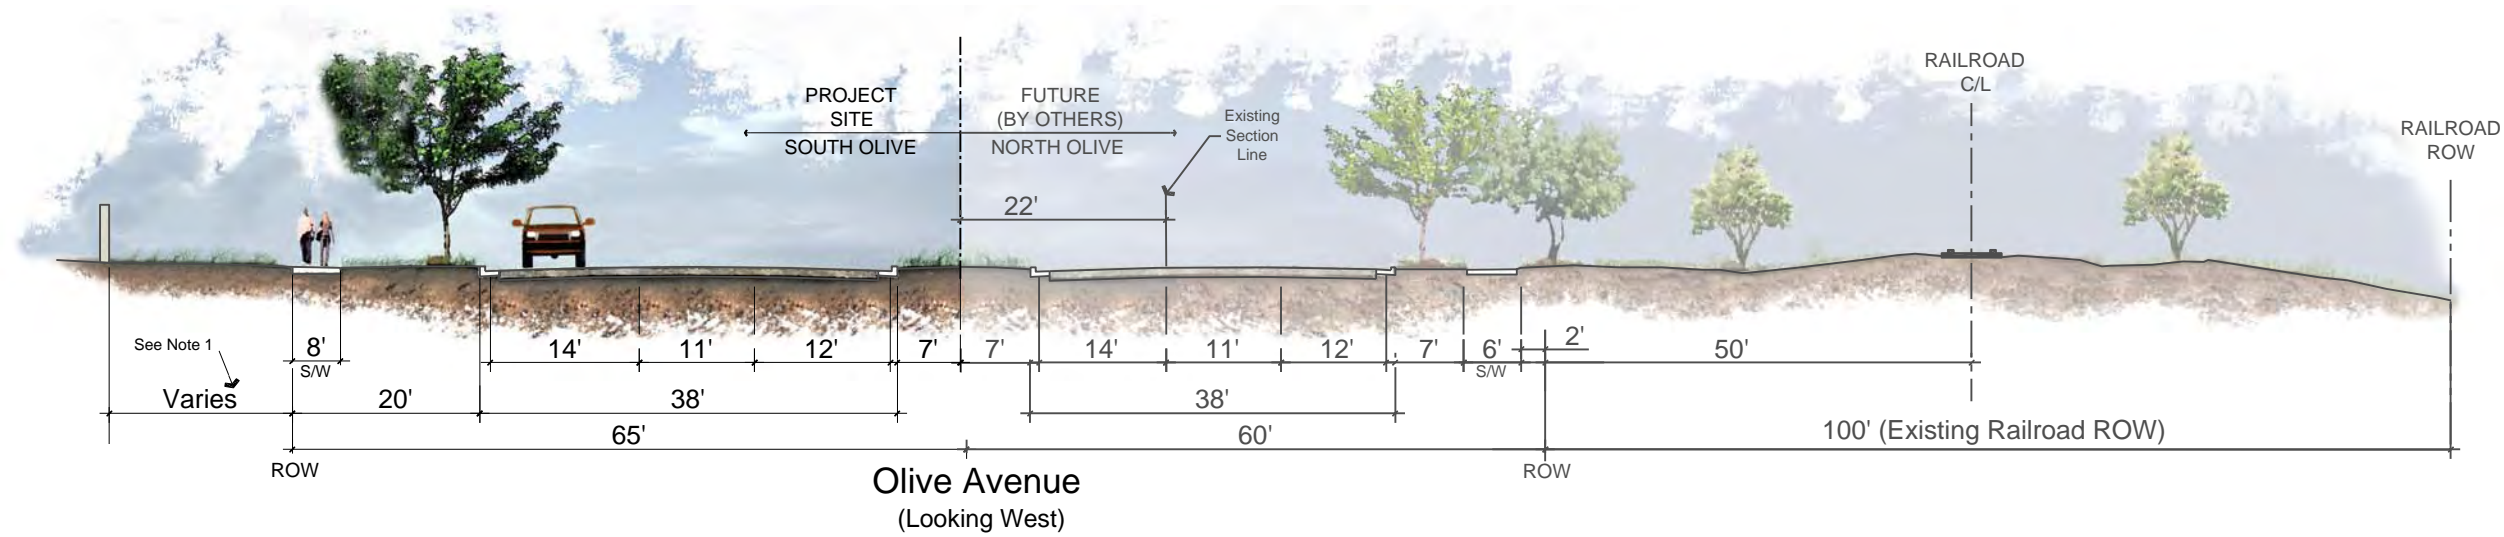 RAILROAD
C/L
RAILROAD
ROW
PROJECT
SITE
SOUTH OLIVE
FUTURE
(BY OTHERS)
NORTH OLIVE
Existing
Section
Line
22'
See Note 1
8'
S/W
14'
11'
12'
7'
7'
14'
11'
12'
7'
6'
S/W
2'
50'
Varies
20'
38'
38'
65'
60'
100' (Existing Railroad ROW)
ROW
ROW
Olive Avenue
(Looking West)